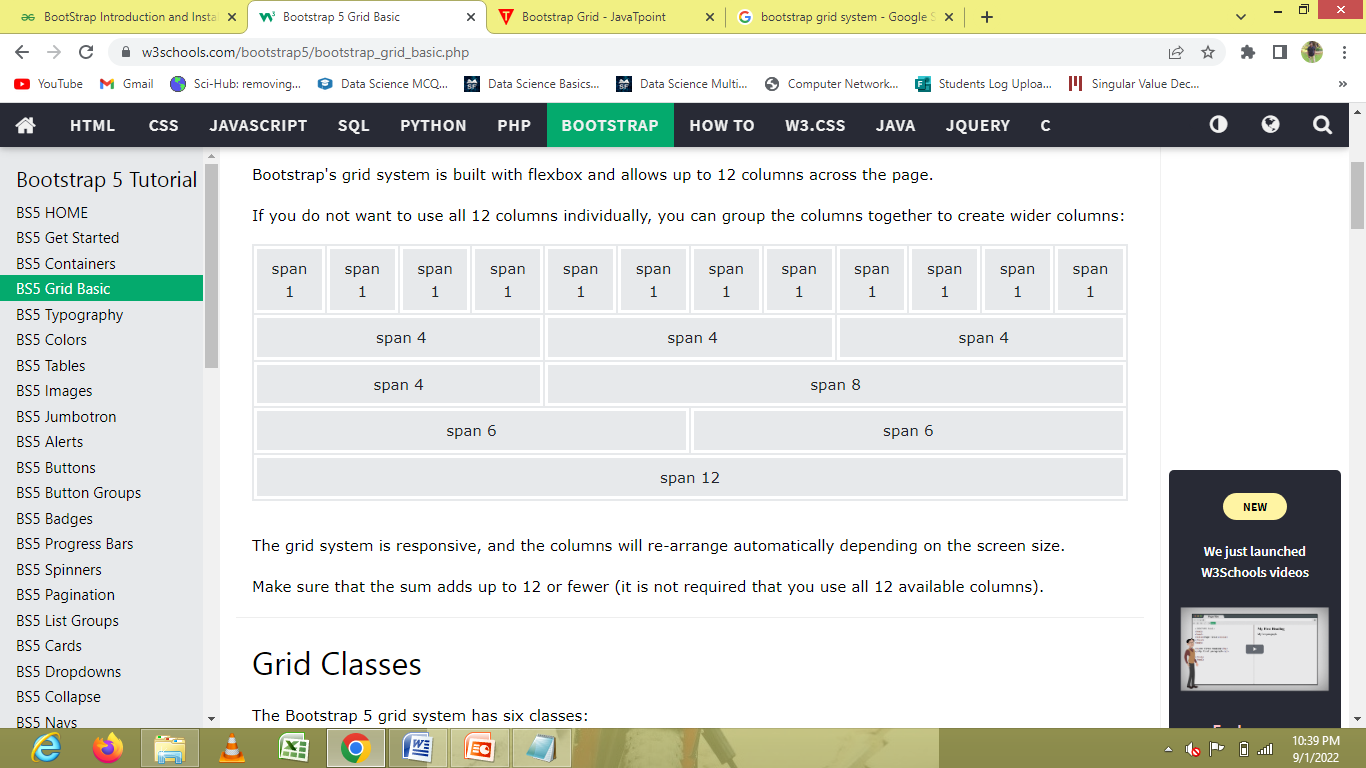 BootStrap Introduction and Insta
Bootstrap 5 Grid Basic
Bootstrap Grid - JavaTpoint
bootstrap grid system - Google S
w3schools.com/bootstrap5/bootstrap_grid_basic.php
YouTube
Gmail
Sci-Hub: removing...
Data Science MCQ...
Data Science Basics...
Data Science Multi...
Computer Network...
Students Log Uploa...
Singular Value Dec...
HTML CSS JAVASCRIPT SQL PYTHON PHP BOOTSTRAP HOW TO W3.CSS JAVA JQUERY C
Bootstrap 5 Tutorial
BS5 HOME
BS5 Get Started
BS5 Containers
BS5 Grid Basic
BS5 Typography
BS5 Colors
BS5 Tables
BS5 Images
BS5 Jumbotron
BS5 Alerts
BS5 Buttons
BS5 Button Groups
BS5 Badges
BS5 Progress Bars
BS5 Spinners
BS5 Pagination
BS5 List Groups
BS5 Cards
BS5 Dropdowns
BS5 Collapse
BS5 Navs
Bootstrap's grid system is built with flexbox and allows up to 12 columns across the page.
If you do not want to use all 12 columns individually, you can group the columns together to create wider columns:
span span span span span span span span span span span span
1 1 1 1 1 1 1 1 1 1 1 1
span 4 span 4 span 4
span 4 span 8
span 6 span 6
span 12
The grid system is responsive, and the columns will re-arrange automatically depending on the screen size.
Make sure that the sum adds up to 12 or fewer (it is not required that you use all 12 available columns).
Grid Classes
The Bootstrap 5 grid system has six classes:
NEW
We just launched
W3Schools videos
10:39 PM
9/1/2022